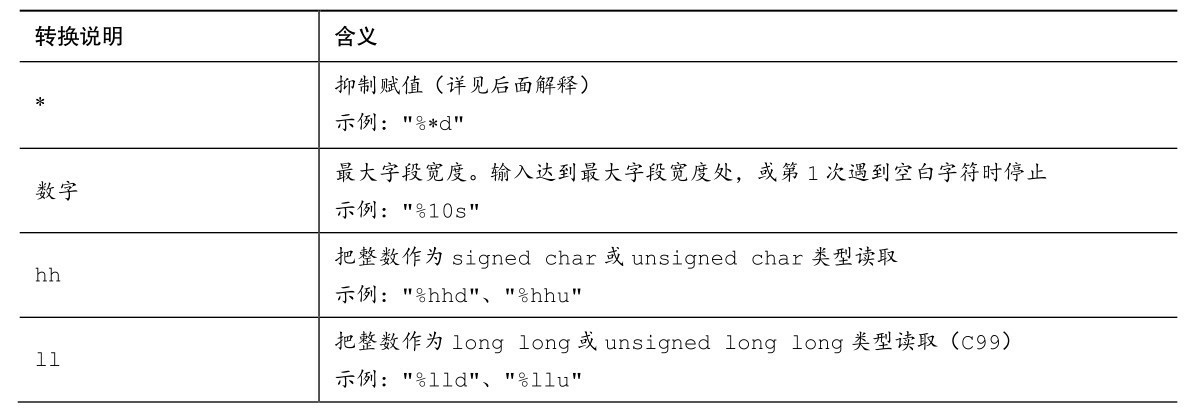 转换说明 含义
*
抑制赋值（详见后面解释）
示例："%*d"
数字
最大字段宽度。输入达到最大字段宽度处，或第 1 次遇到空白字符时停止
示例："%10s"
hh
把整数作为 signed char 或 unsigned char 类型读取
示例："%hhd"、"%hhu"
ll
把整数作为 long long 或 unsigned long long 类型读取（C99）
示例："%lld"、"%llu"